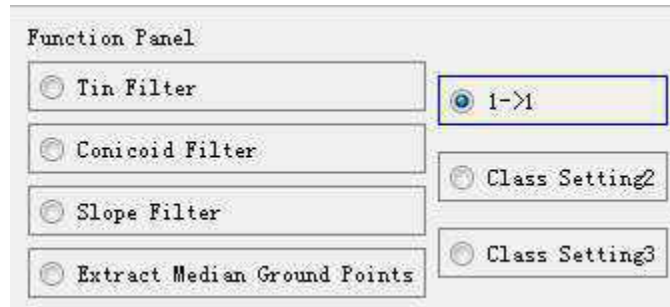 Function Panel
Tin Filter
Conicoid Filter
Slope Filter
Extract Median Ground Points
1->1
Class Setting2
Class Setting3